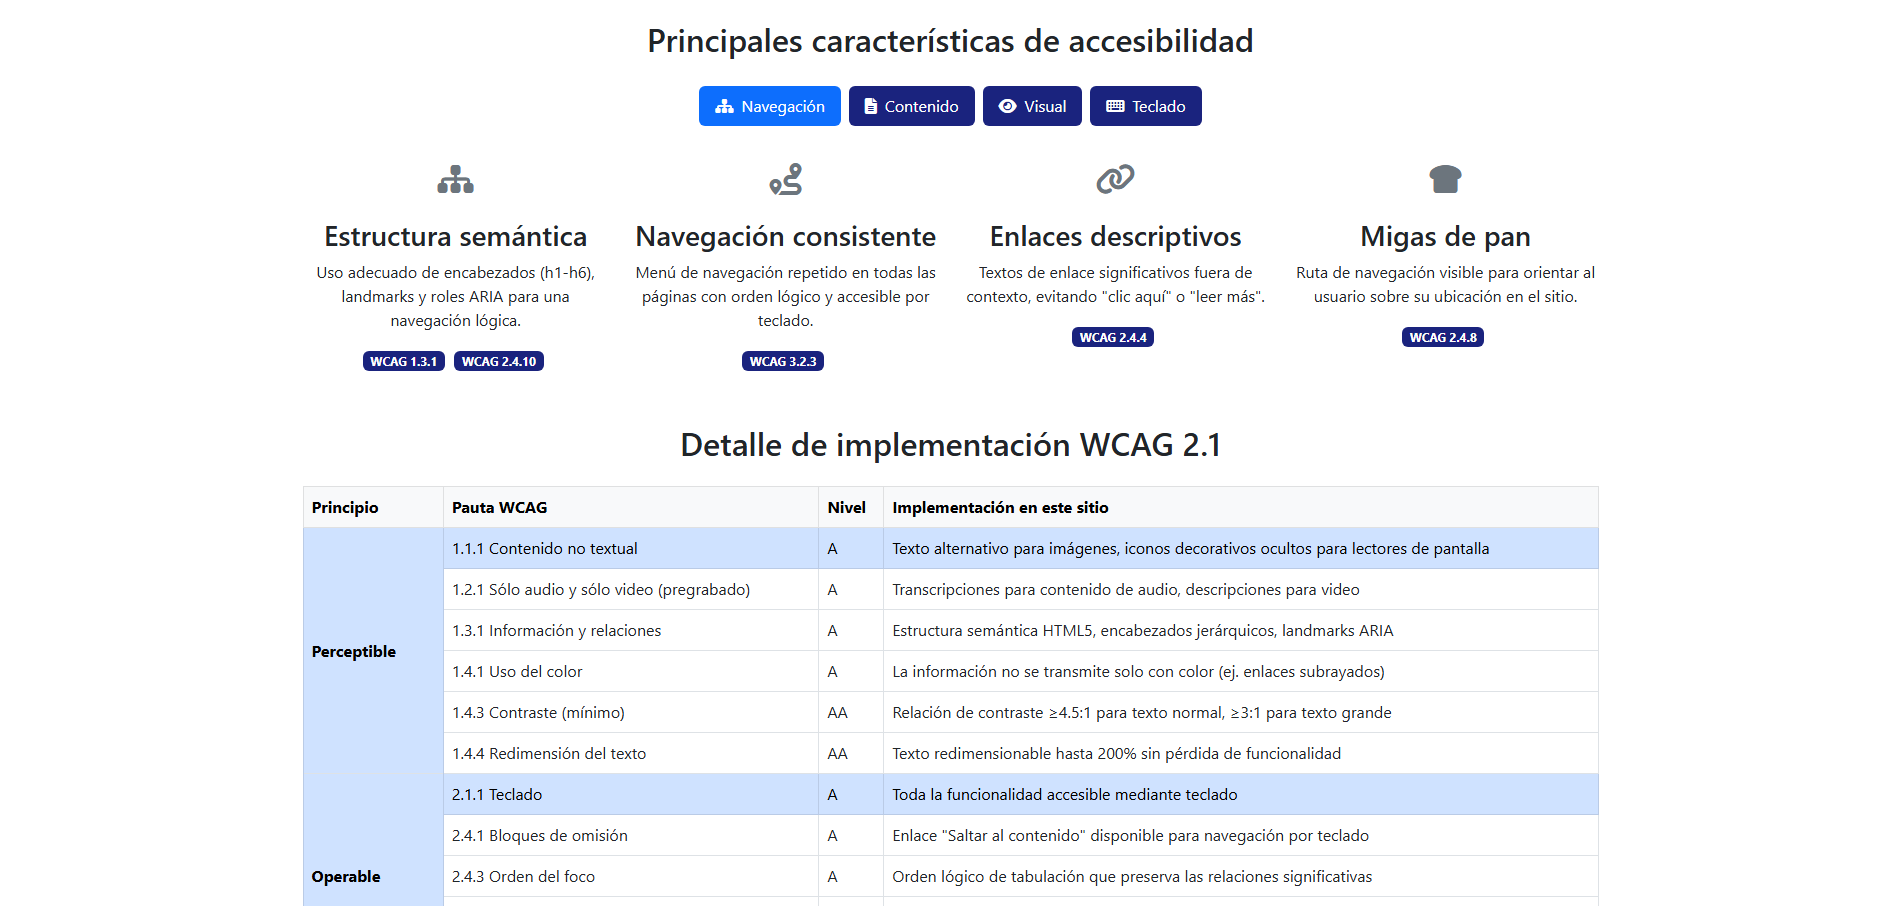 Principales características de accesibilidad
Navegación
Contenido
Visual
Teclado
Estructura semántica
Uso adecuado de encabezados (h1-h6),
landmarks y roles ARIA para una
navegación lógica.
WCAG 1.3.1
WCAG 2.4.10
Navegación consistente
Menú de navegación repetido en todas las
páginas con orden lógico y accesible por
teclado.
WCAG 3.2.3
Enlaces descriptivos
Textos de enlace significativos fuera de
contexto, evitando "clic aquí" o "leer más".
WCAG 2.4.4
Migas de pan
Ruta de navegación visible para orientar al
usuario sobre su ubicación en el sitio.
WCAG 2.4.8
Detalle de implementación WCAG 2.1
Principio Pauta WCAG Nivel Implementación en este sitio
Perceptible
1.1.1 Contenido no textual A Texto alternativo para imágenes, iconos decorativos ocultos para lectores de pantalla
1.2.1 Sólo audio y sólo video (pregrabado) A Transcripciones para contenido de audio, descripciones para video
1.3.1 Información y relaciones A Estructura semántica HTML5, encabezados jerárquicos, landmarks ARIA
1.4.1 Uso del color A La información no se transmite solo con color (ej. enlaces subrayados)
1.4.3 Contraste (mínimo) AA Relación de contraste ≥4.5:1 para texto normal, ≥3:1 para texto grande
1.4.4 Redimensión del texto AA Texto redimensionable hasta 200% sin pérdida de funcionalidad
Operable
2.1.1 Teclado A Toda la funcionalidad accesible mediante teclado
2.4.1 Bloques de omisión A Enlace "Saltar al contenido" disponible para navegación por teclado
2.4.3 Orden del foco A Orden lógico de tabulación que preserva las relaciones significativas